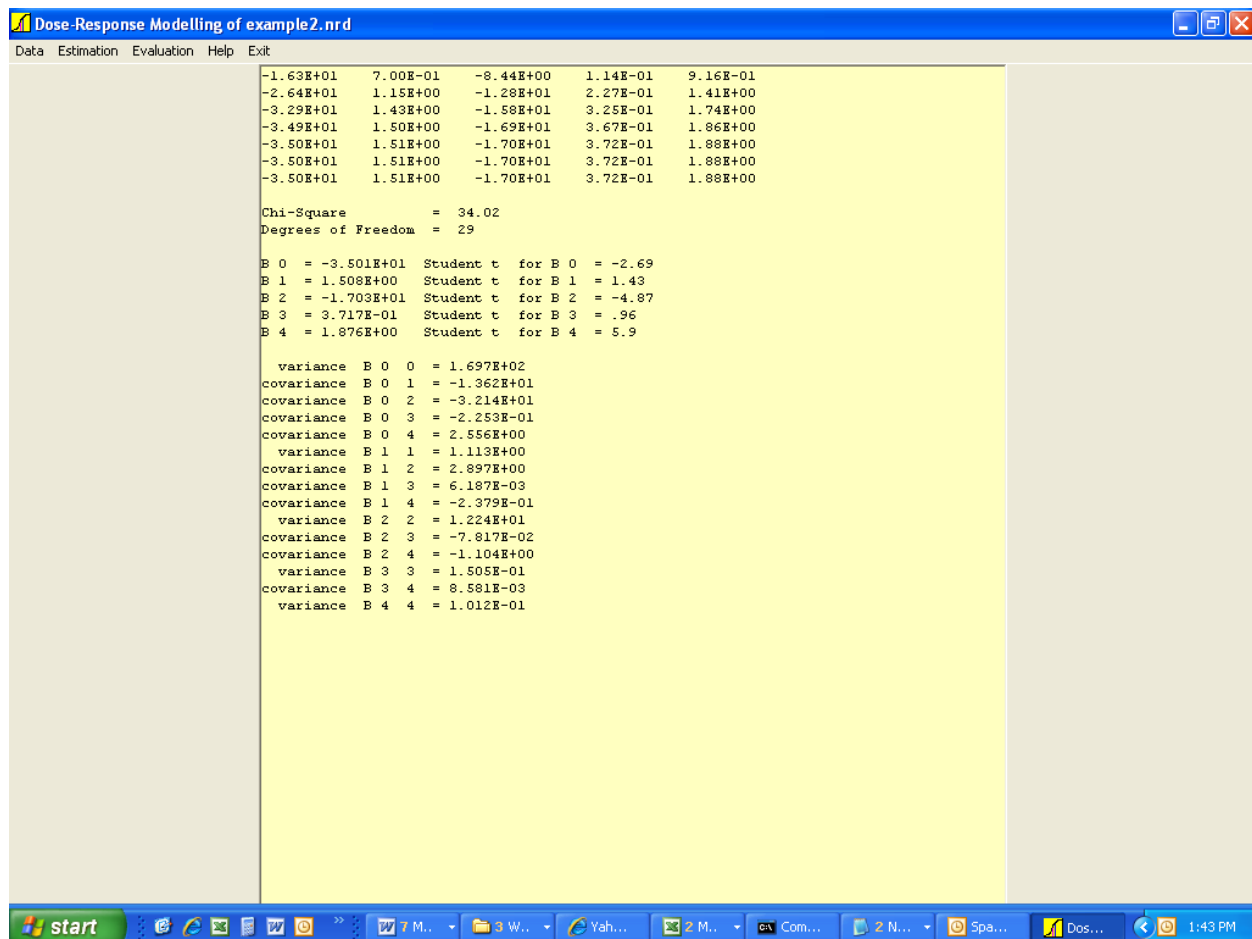 Dose-Response Modelling of example2.nrd
Data Estimation Evaluation Help Exit
-1.63E+01 7.00E-01 -8.44E+00 1.14E-01 9.16E-01
-2.64E+01 1.15E+00 -1.28E+01 2.27E-01 1.41E+00
-3.29E+01 1.43E+00 -1.58E+01 3.25E-01 1.74E+00
-3.49E+01 1.50E+00 -1.69E+01 3.67E-01 1.86E+00
-3.50E+01 1.51E+00 -1.70E+01 3.72E-01 1.88E+00
-3.50E+01 1.51E+00 -1.70E+01 3.72E-01 1.88E+00
-3.50E+01 1.51E+00 -1.70E+01 3.72E-01 1.88E+00
Chi-Square = 34.02
Degrees of Freedom = 29
B 0 = -3.501E+01 Student t for B 0 = -2.69
B 1 = 1.508E+00 Student t for B 1 = 1.43
B 2 = -1.703E+01 Student t for B 2 = -4.87
B 3 = 3.717E-01 Student t for B 3 = .96
B 4 = 1.876E+00 Student t for B 4 = 5.9
variance B 0 0 = 1.697E+02
covariance B 0 1 = -1.362E+01
covariance B 0 2 = -3.214E+01
covariance B 0 3 = -2.253E-01
covariance B 0 4 = 2.556E+00
variance B 1 1 = 1.113E+00
covariance B 1 2 = 2.897E+00
covariance B 1 3 = 6.187E-03
covariance B 1 4 = -2.379E-01
variance B 2 2 = 1.224E+01
covariance B 2 3 = -7.817E-02
covariance B 2 4 = -1.104E+00
variance B 3 3 = 1.505E-01
covariance B 3 4 = 8.581E-03
variance B 4 4 = 1.012E-01
start » 7 M.. 3 W.. Yah... 2 M.. Com... 2 N... Spa... Dos... 1:43 PM